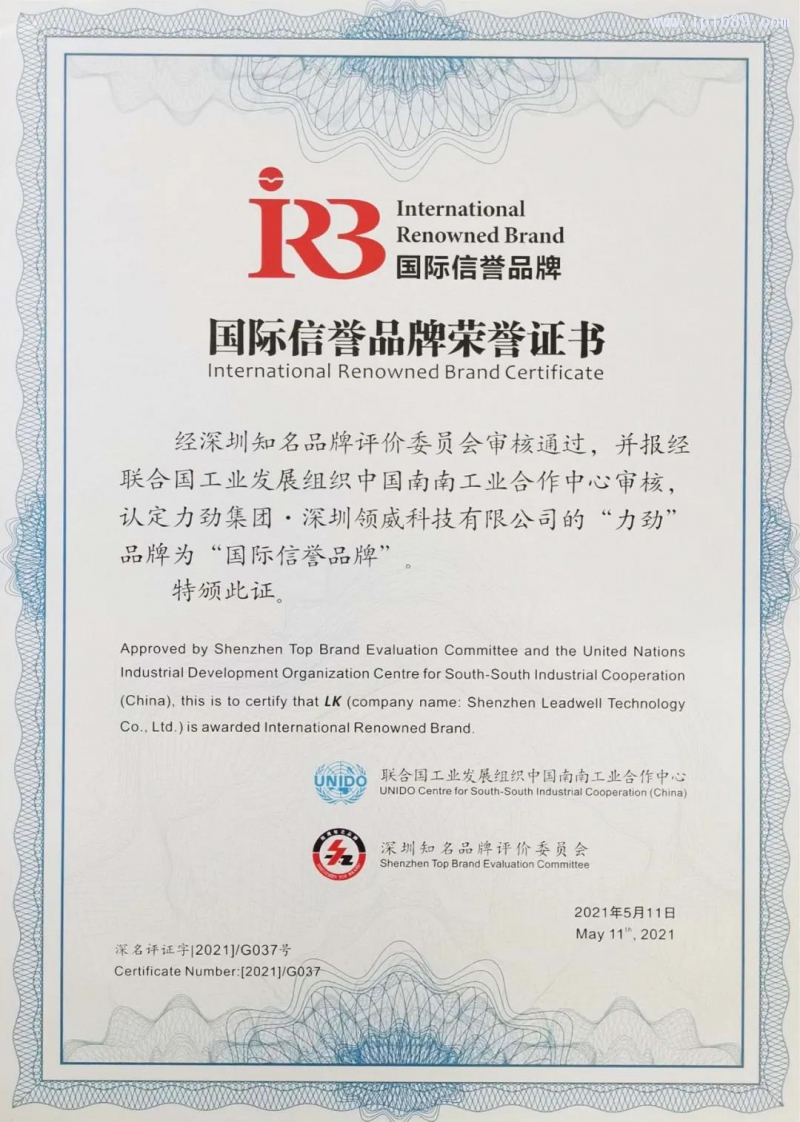 iRB
International
Renowned Brand
国际信誉品牌
国际信誉品牌荣誉证书
International Renowned Brand Certificate
经深圳知名品牌评价委员会审核通过，并报经
联合国工业发展组织中国南南工业合作中心审核，
认定力劲集团·深圳领威科技有限公司的“力劲”
品牌为“国际信誉品牌”。
特颁此证。
Approved by Shenzhen Top Brand Evaluation Committee and the United Nations
Industrial Development Organization Centre for South-South Industrial Cooperation
(China), this is to certify that LK (company name: Shenzhen Leadwell Technology
Co., Ltd.) is awarded International Renowned Brand.
UNIDO
联合国工业发展组织中国南南工业合作中心
UNIDO Centre for South-South Industrial Cooperation (China)
深圳知名品牌评价委员会
Shenzhen Top Brand Evaluation Committee
2021年5月11日
May 11th, 2021
深名评证字[2021]/G037号
Certificate Number:[2021]/G037